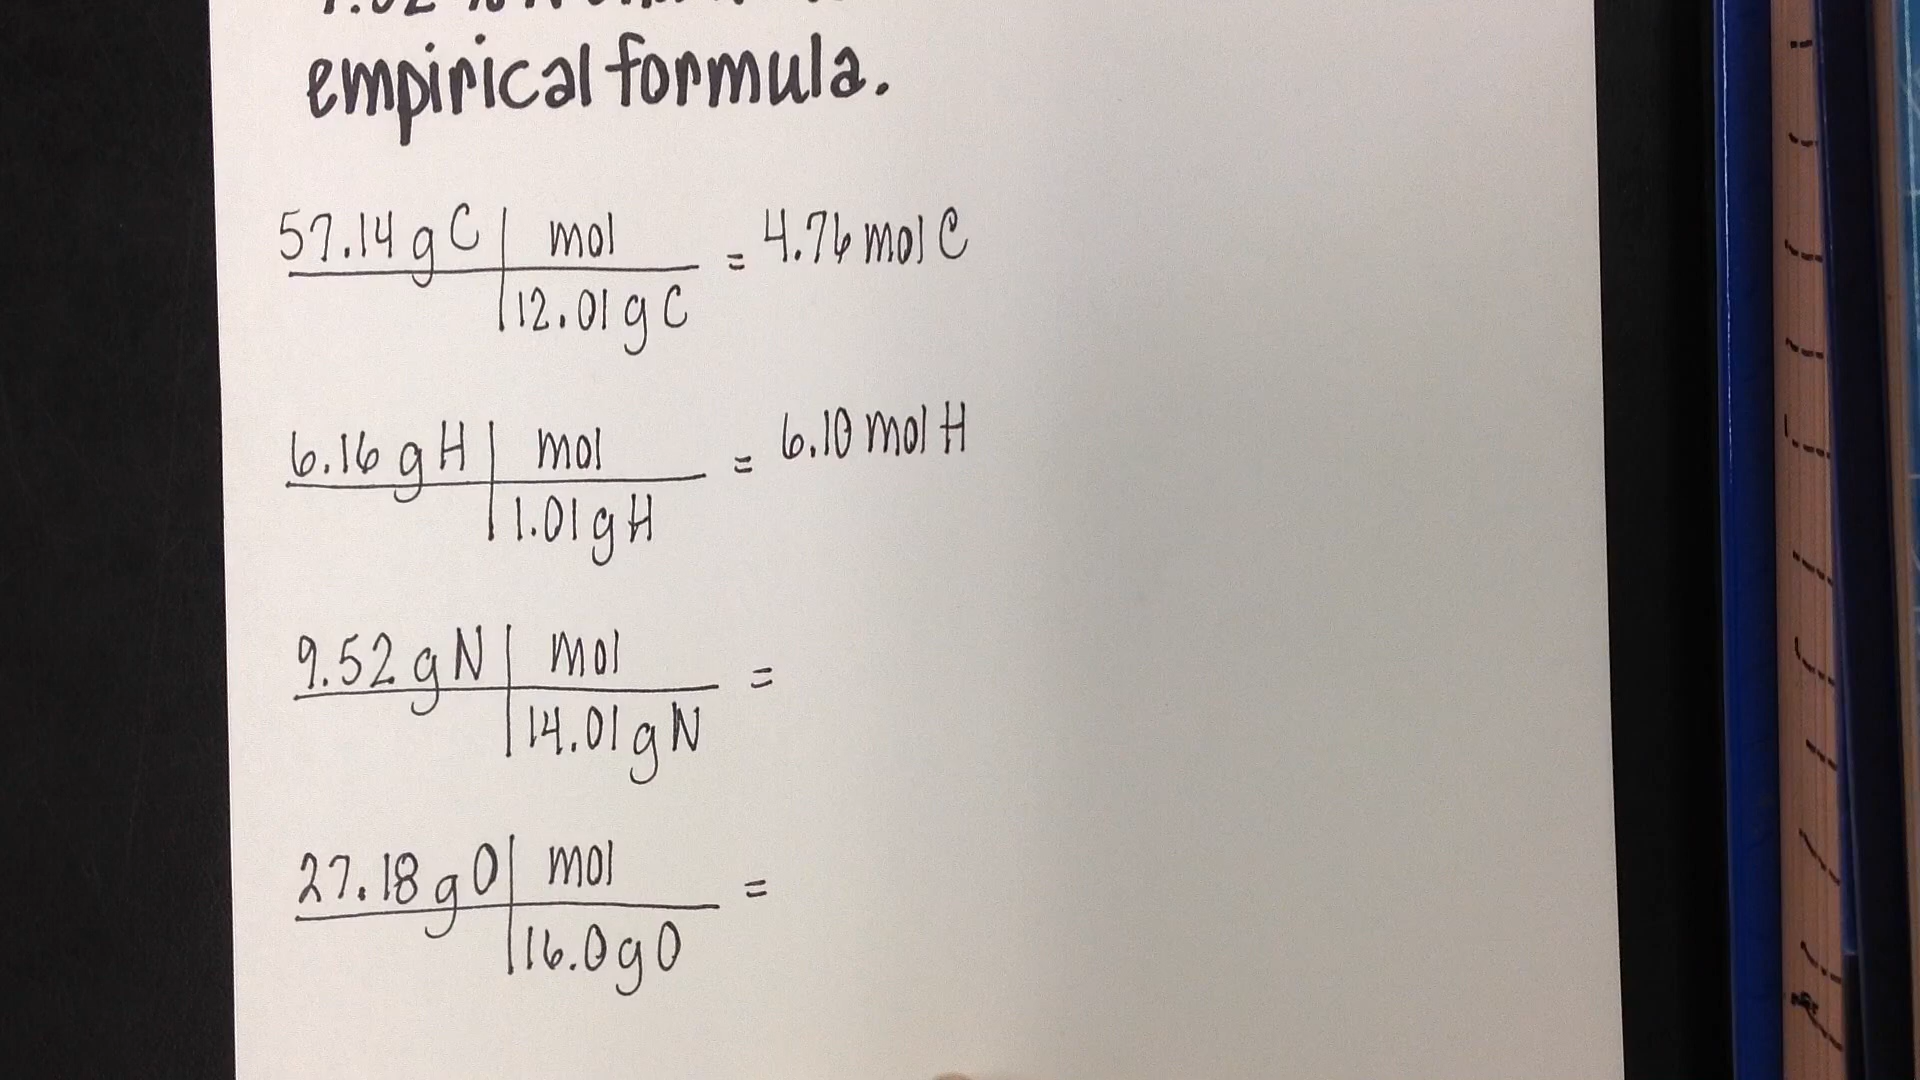 empirical formula.
57.14 g C | mol = 4.76 mol C
12.01 g C
6.16 g H | mol = 6.10 mol H
1.01 g H
9.52 g N | mol =
14.01 g N
27.18 g O | mol =
16.0 g O